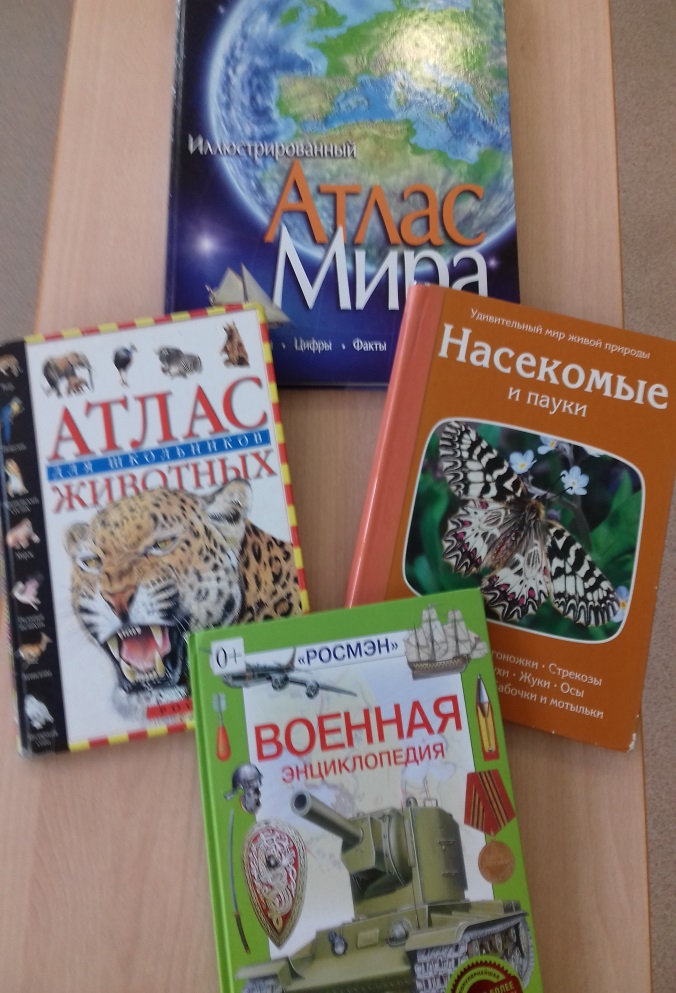 Иллюстрированный
Атлас
Мира
• Цифры • Факты
АТЛАС
ДЛЯ ШКОЛЬНИКОВ
ЖИВОТНЫХ
Удивительный мир живой природы
Насекомые
и пауки
Стрекозы
Жуки • Осы
и мотыльки
0+
«РОСМЭН»
ВОЕННАЯ
ЭНЦИКЛОПЕДИЯ